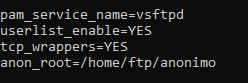 pam_service_name=vsftpd
userlist_enable=YES
tcp_wrappers=YES
anon_root=/home/ftp/anonimo